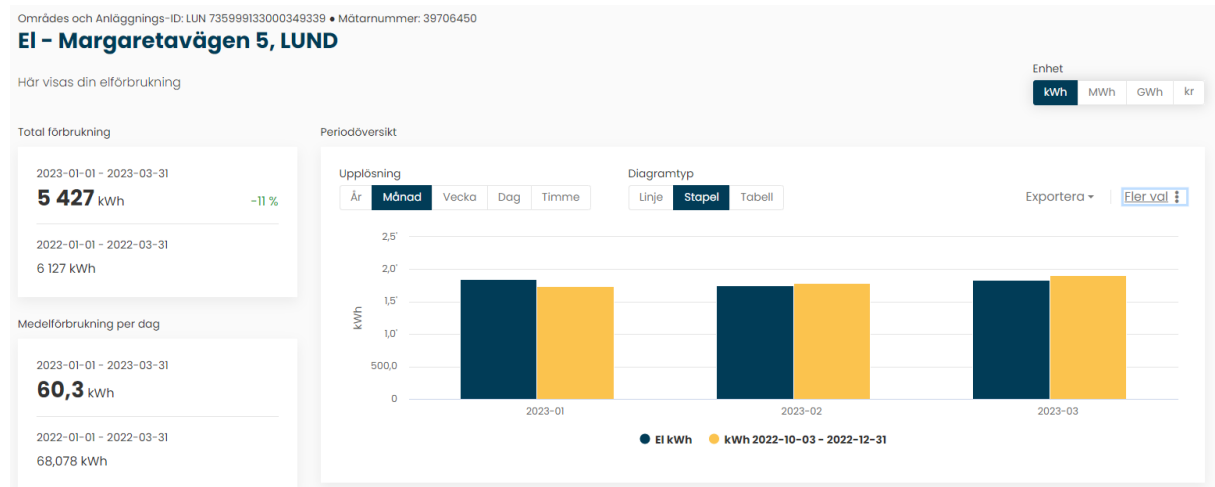 Områdes och Anläggnings-ID: LUN 735999133000349339 ● Mätarnummer: 39706450
El - Margaretavägen 5, LUND
Här visas din elförbrukning
Enhet
kWh MWh GWh kr
Total förbrukning
2023-01-01 - 2023-03-31
5 427 kWh -11 %
2022-01-01 - 2022-03-31
6 127 kWh
Medelförbrukning per dag
2023-01-01 - 2023-03-31
60,3 kWh
2022-01-01 - 2022-03-31
68,078 kWh
Periodöversikt
Upplösning
År Månad Vecka Dag Timme
Diagramtyp
Linje Stapel Tabell
Exportera
Fler val
kWh
2,5'
2,0'
1,5'
1,0'
500,0
0
2023-01 2023-02 2023-03
El kWh kWh 2022-10-03 - 2022-12-31